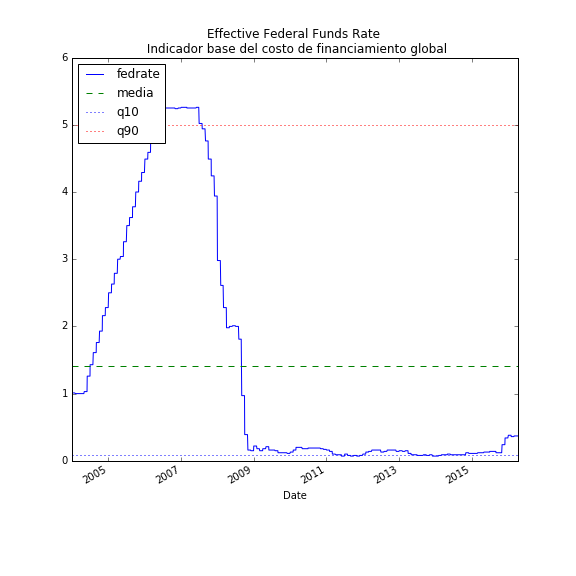 Effective Federal Funds Rate
Indicador base del costo de financiamiento global
6
5
4
3
2
1
0
fedrate
media
q10
q90
2005
2007
2009
2011
2013
2015
Date